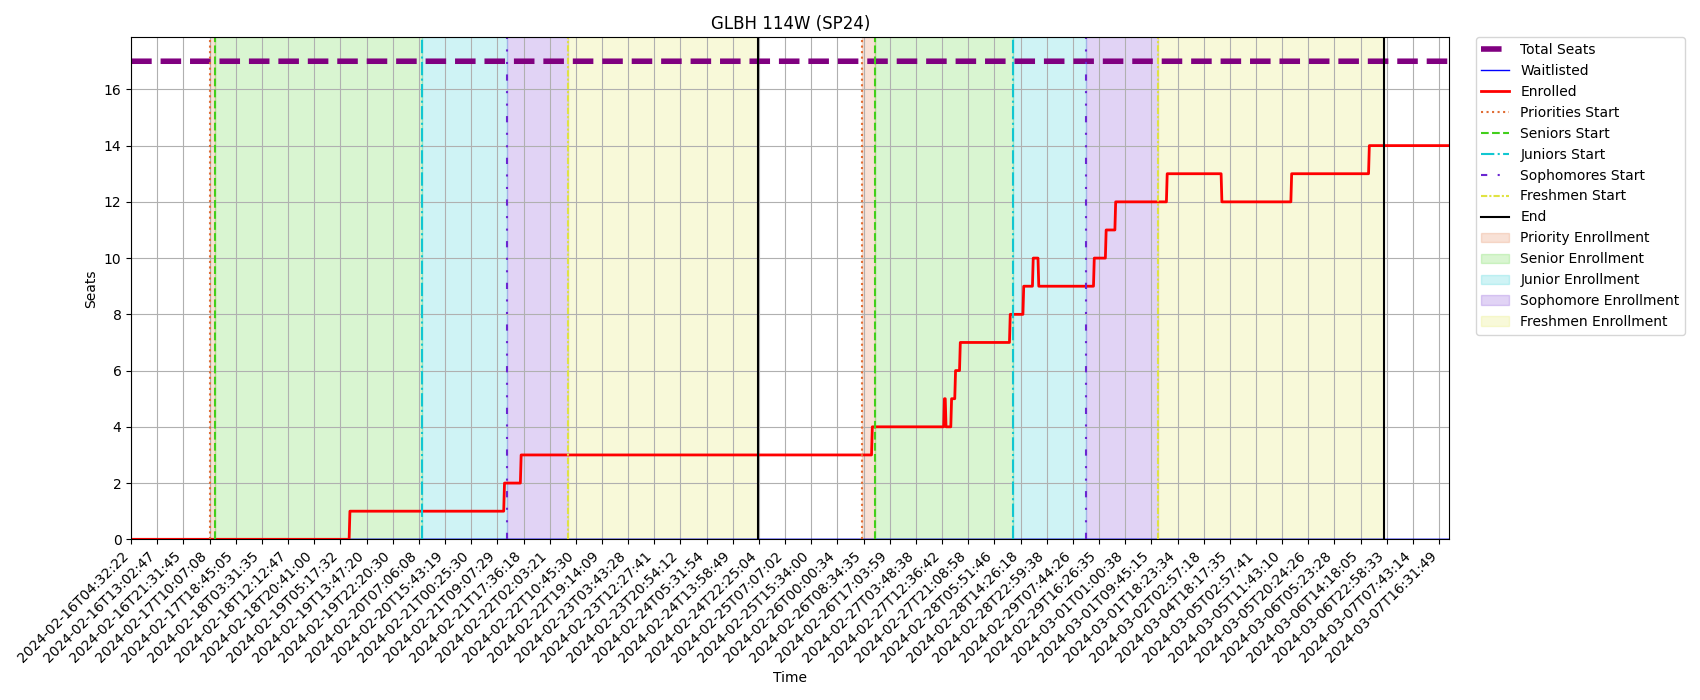 GLBH 114W (SP24)
Total Seats
Waitlisted
Enrolled
Priorities Start
Seniors Start
Juniors Start
Sophomores Start
Freshmen Start
End
Priority Enrollment
Senior Enrollment
Junior Enrollment
Sophomore Enrollment
Freshmen Enrollment
Seats
16
14
12
10
8
6
4
2
0
2024-02-16T04:32:22
2024-02-16T13:02:47
2024-02-16T21:31:45
2024-02-17T10:07:08
2024-02-17T18:45:05
2024-02-18T03:31:35
2024-02-18T12:12:47
2024-02-18T20:41:00
2024-02-19T05:17:32
2024-02-19T13:47:20
2024-02-19T22:20:30
2024-02-20T07:06:08
2024-02-20T15:43:19
2024-02-21T00:25:30
2024-02-21T09:07:29
2024-02-21T17:36:18
2024-02-22T02:03:21
2024-02-22T10:45:30
2024-02-22T19:14:09
2024-02-23T03:43:28
2024-02-23T12:27:41
2024-02-23T20:54:12
2024-02-24T05:31:54
2024-02-24T13:58:49
2024-02-24T22:25:04
2024-02-25T07:07:02
2024-02-25T15:34:00
2024-02-26T00:00:34
2024-02-26T08:34:35
2024-02-26T17:03:59
2024-02-27T03:48:38
2024-02-27T12:36:42
2024-02-27T21:08:58
2024-02-28T05:51:46
2024-02-28T14:26:18
2024-02-28T22:59:38
2024-02-29T07:44:26
2024-02-29T16:26:35
2024-03-01T01:00:38
2024-03-01T09:45:15
2024-03-01T18:23:34
2024-03-02T02:57:18
2024-03-04T18:17:35
2024-03-05T02:57:41
2024-03-05T11:43:10
2024-03-05T20:24:26
2024-03-06T05:23:28
2024-03-06T14:18:05
2024-03-06T22:58:33
2024-03-07T07:43:14
2024-03-07T16:31:49
Time